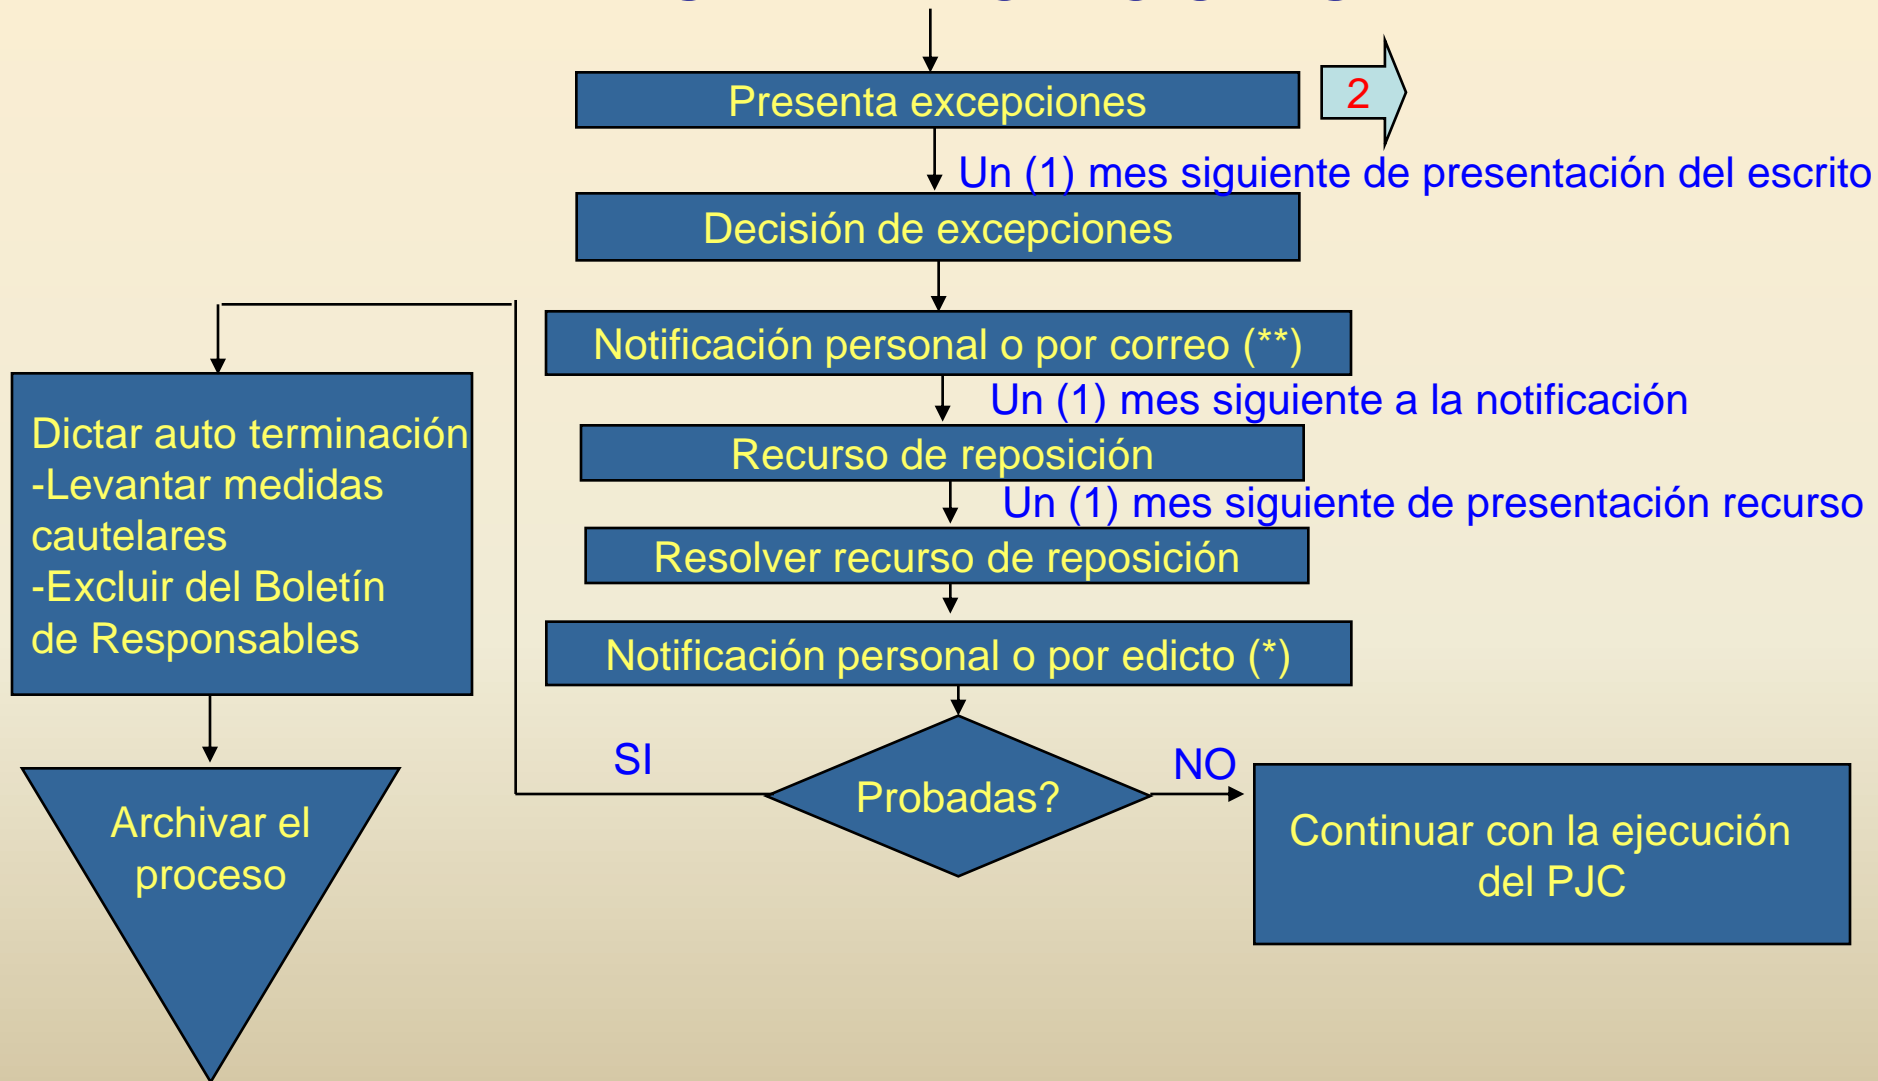 Presenta excepciones
2
Un (1) mes siguiente de presentación del escrito
Decisión de excepciones
Notificación personal o por correo (**)
Un (1) mes siguiente a la notificación
Recurso de reposición
Un (1) mes siguiente de presentación recurso
Resolver recurso de reposición
Notificación personal o por edicto (*)
Probadas?
SI
NO
Dictar auto terminación
-Levantar medidas
cautelares
-Excluir del Boletín
de Responsables
Archivar el
proceso
Continuar con la ejecución
del PJC